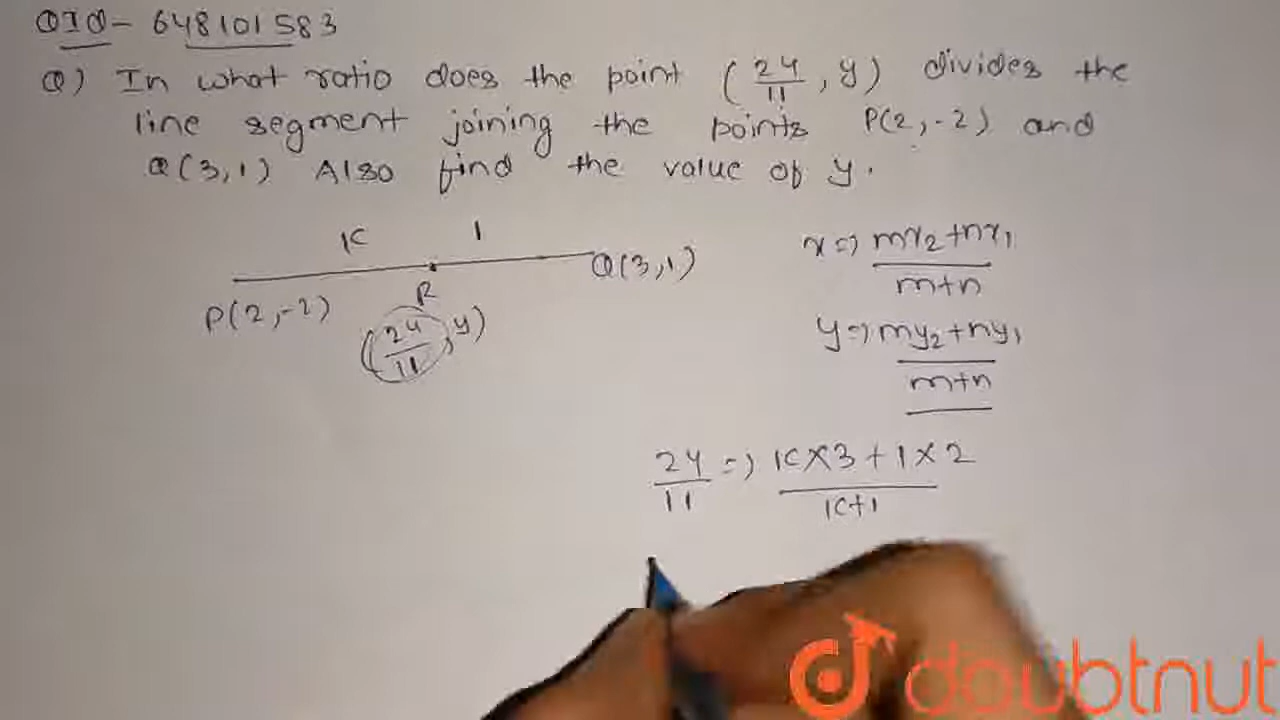 QID- 648101583
Q) In what ratio does the point (24/11, y) divides the
line segment joining the points P(2,-2) and
Q(3,1) Also find the value of y.
K 1
P(2,-2) R Q(3,1)
(24/11, y)
x => mx₂+nx₁
m+n
y => my₂+ny₁
m+n
24/11 => K×3+1×2
K+1
doubtnut